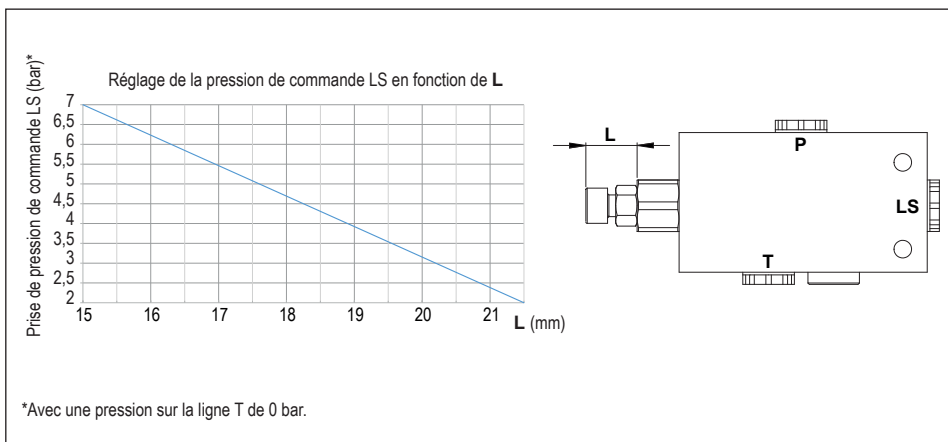 Réglage de la pression de commande LS en fonction de L
Prise de pression de commande LS (bar)*
7
6,5
6
5,5
5
4,5
4
3,5
3
2,5
2
15 16 17 18 19 20 21 L (mm)
L
P
LS
T
*Avec une pression sur la ligne T de 0 bar.